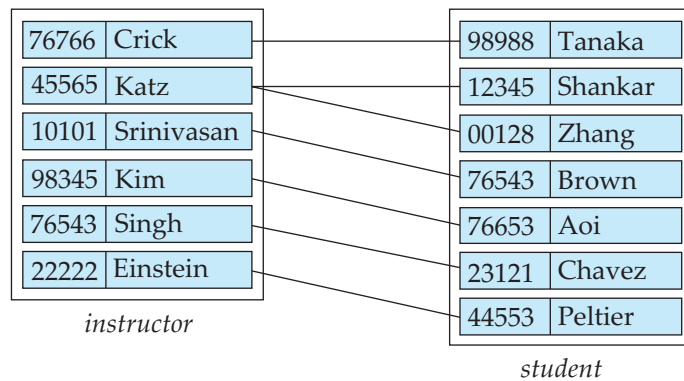 76766 Crick
45565 Katz
10101 Srinivasan
98345 Kim
76543 Singh
22222 Einstein
instructor
98988 Tanaka
12345 Shankar
00128 Zhang
76543 Brown
76653 Aoi
23121 Chavez
44553 Peltier
student